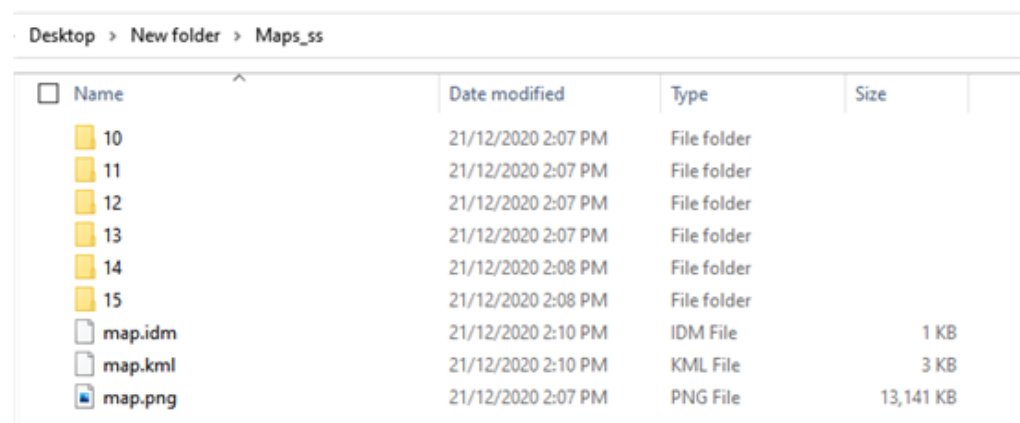 Desktop > New folder > Maps_ss
Name Date modified Type Size
10 21/12/2020 2:07 PM File folder
11 21/12/2020 2:07 PM File folder
12 21/12/2020 2:07 PM File folder
13 21/12/2020 2:07 PM File folder
14 21/12/2020 2:08 PM File folder
15 21/12/2020 2:08 PM File folder
map.idm 21/12/2020 2:10 PM IDM File 1 KB
map.kml 21/12/2020 2:10 PM KML File 3 KB
map.png 21/12/2020 2:07 PM PNG File 13,141 KB